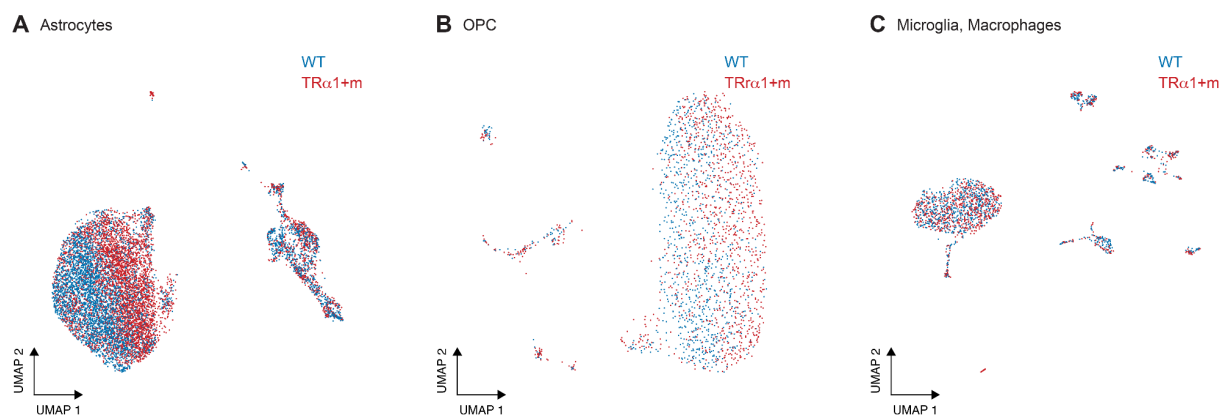 A Astrocytes
WT
TRα1+m
UMAP 2
UMAP 1
B OPC
WT
TRrα1+m
UMAP 2
UMAP 1
C Microglia, Macrophages
WT
TRα1+m
UMAP 2
UMAP 1